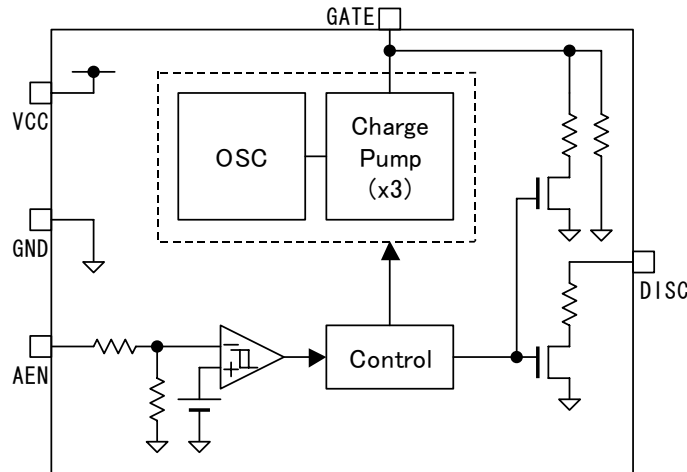 GATE
VCC
OSC
Charge
Pump
(x3)
GND
DISC
AEN
−
+
Control